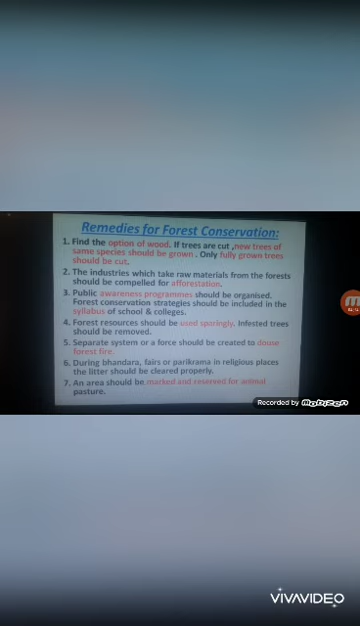 Remedies for Forest Conservation:
1. Find the option of wood. If trees are cut ,new trees of
same species should be grown . Only fully grown trees
should be cut.
2. The industries which take raw materials from the forests
should be compelled for afforestation.
3. Public awareness programmes should be organised.
Forest conservation strategies should be included in the
syllabus of school & colleges.
4. Forest resources should be used sparingly. Infested trees
should be removed.
5. Separate system or a force should be created to douse
forest fire.
6. During bhandara, fairs or parikrama in religious places
the litter should be cleared properly.
7. An area should be marked and reserved for animal
pasture.
Recorded by mobizen
VIVAVIDEO